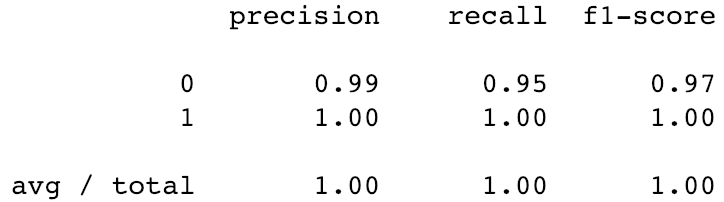 precision recall f1-score
0 0.99 0.95 0.97
1 1.00 1.00 1.00
avg / total 1.00 1.00 1.00